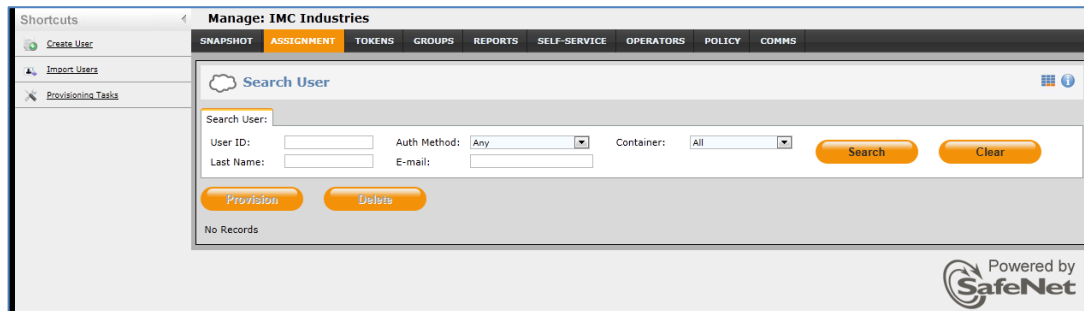 Shortcuts
Create User
Import Users
Provisioning Tasks
Manage: IMC Industries
SNAPSHOT ASSIGNMENT TOKENS GROUPS REPORTS SELF-SERVICE OPERATORS POLICY COMMS
Search User
Search User:
User ID: Auth Method: Any Container: All
Last Name: E-mail:
Search Clear
Provision Delete
No Records
Powered by
SafeNet